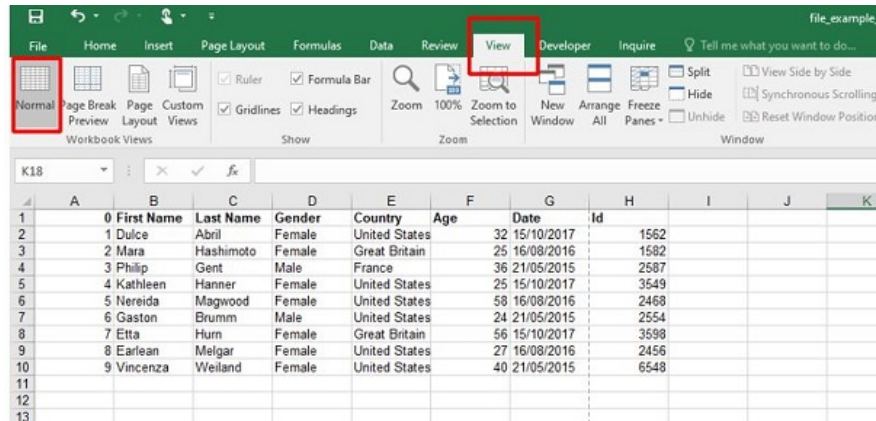 file_example_
File Home Insert Page Layout Formulas Data Review View Developer Inquire Tell me what you want to do...
Normal Page Break Preview Page Layout Custom Views
Ruler Formula Bar
Gridlines Headings
Zoom 100% Zoom to Selection
New Window Arrange All Freeze Panes
Split
Hide
Unhide
View Side by Side
Synchronous Scrolling
Reset Window Position
Workbook Views Show Zoom Window
K18 fx
A B C D E F G H I J K
1 0 First Name Last Name Gender Country Age Date Id
2 1 Dulce Abril Female United States 32 15/10/2017 1562
3 2 Mara Hashimoto Female Great Britain 25 16/08/2016 1582
4 3 Philip Gent Male France 36 21/05/2015 2587
5 4 Kathleen Hanner Female United States 25 15/10/2017 3549
6 5 Nereida Magwood Female United States 58 16/08/2016 2468
7 6 Gaston Brumm Male United States 24 21/05/2015 2554
8 7 Etta Hurn Female Great Britain 56 15/10/2017 3598
9 8 Earlean Melgar Female United States 27 16/08/2016 2456
10 9 Vincenza Weiland Female United States 40 21/05/2015 6548
11
12
13